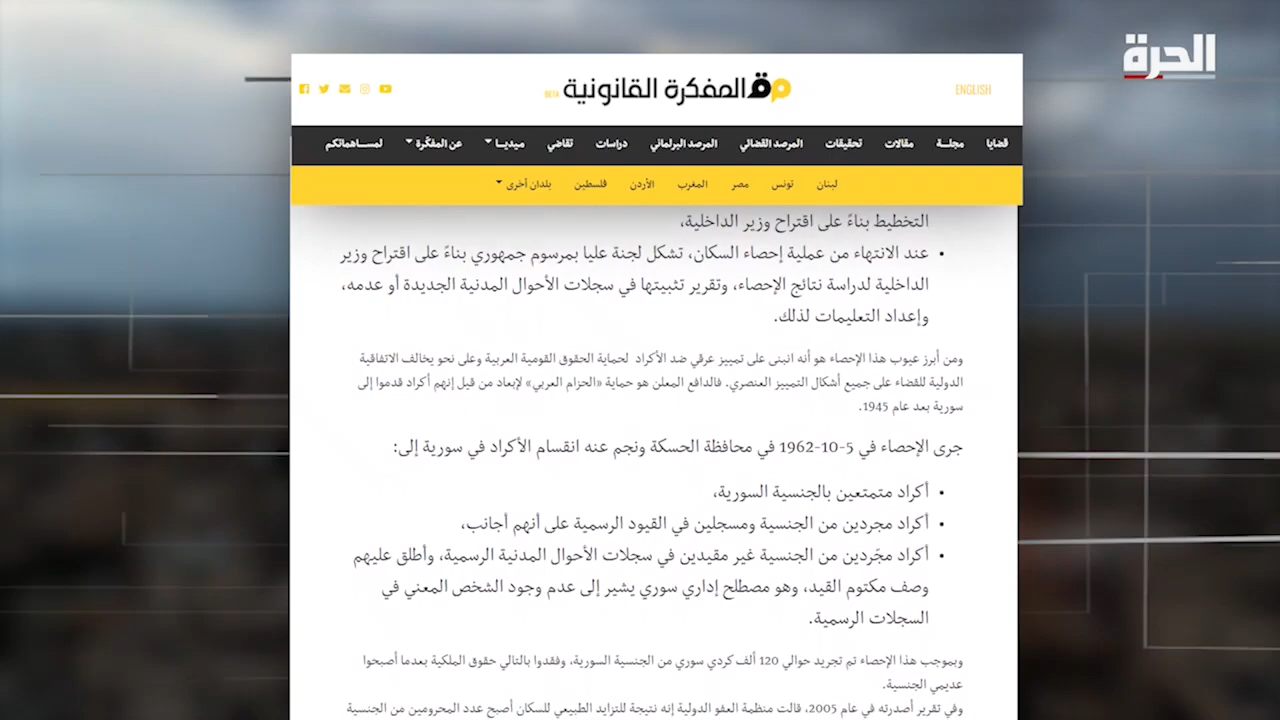 الحرة
ENGLISH
المفكرة القانونية
BETA
قضايا مجلـة مقالات تحقيقات المرصد القضائي المرصد البرلماني دراسات تقاضي ميديـا عن المفكّرة لمسـاهماتكم
لبنان تونس مصر المغرب الأردن فلسطين بلدان أخرى
التخطيط بناءً على اقتراح وزير الداخلية،
• عند الانتهاء من عملية إحصاء السكان، تشكل لجنة عليا بمرسوم جمهوري بناءً على اقتراح وزير
الداخلية لدراسة نتائج الإحصاء، وتقرير تثبيتها في سجلات الأحوال المدنية الجديدة أو عدمه،
وإعداد التعليمات لذلك.
ومن أبرز عيوب هذا الإحصاء هو أنه انبنى على تمييز عرقي ضد الأكراد لحماية الحقوق القومية العربية وعلى نحو يخالف الاتفاقية
الدولية للقضاء على جميع أشكال التمييز العنصري. فالدافع المعلن هو حماية «الحزام العربي» لإبعاد من قيل إنهم أكراد قدموا إلى
سورية بعد عام 1945.
جرى الإحصاء في 5-10-1962 في محافظة الحسكة ونجم عنه انقسام الأكراد في سورية إلى:
• أكراد متمتعين بالجنسية السورية،
• أكراد مجردين من الجنسية ومسجلين في القيود الرسمية على أنهم أجانب،
• أكراد مجَردين من الجنسية غير مقيدين في سجلات الأحوال المدنية الرسمية، وأطلق عليهم
وصف مكتوم القيد، وهو مصطلح إداري سوري يشير إلى عدم وجود الشخص المعني في
السجلات الرسمية.
وبموجب هذا الإحصاء تم تجريد حوالي 120 ألف كردي سوري من الجنسية السورية، وفقدوا بالتالي حقوق الملكية بعدما أصبحوا
عديمي الجنسية.
وفي تقرير أصدرته في عام 2005، قالت منظمة العفو الدولية إنه نتيجة للتزايد الطبيعي للسكان أصبح عدد المحرومين من الجنسية